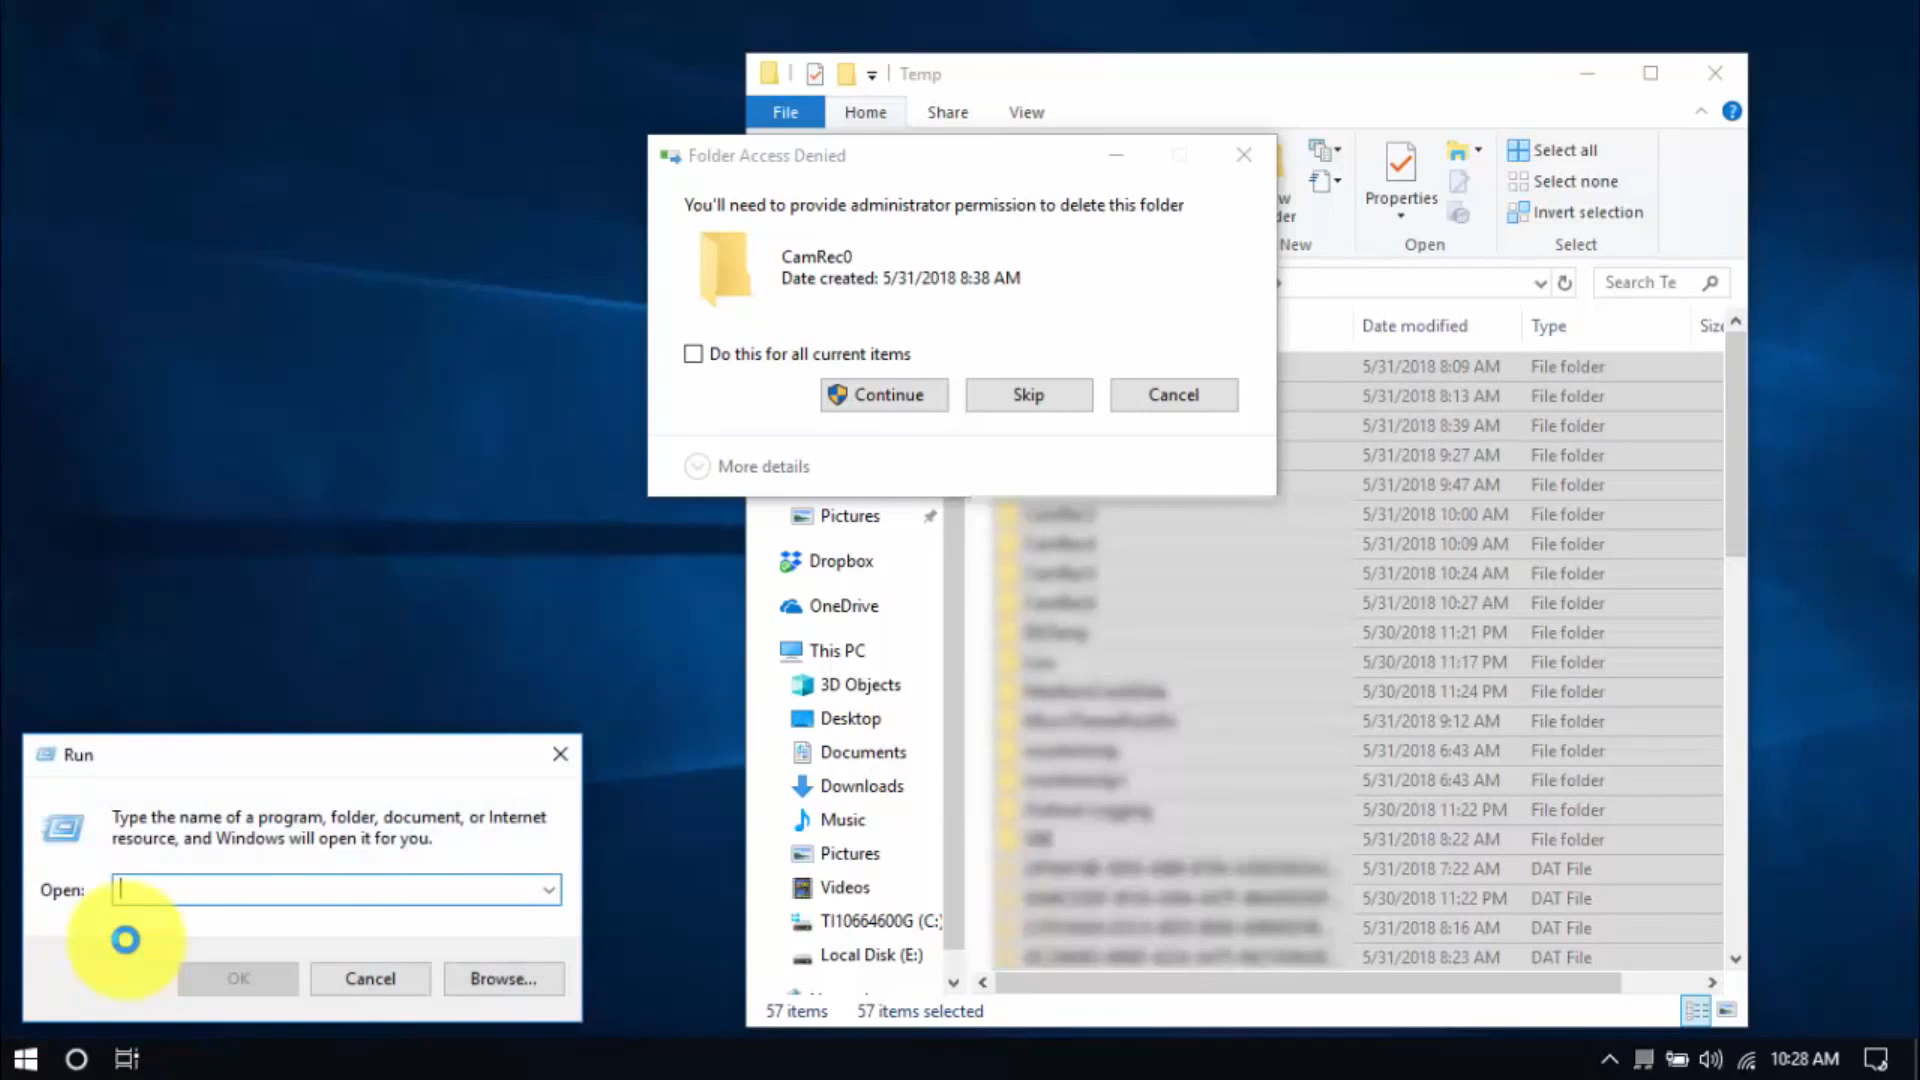 Temp
File
Home
Share
View
Folder Access Denied
You'll need to provide administrator permission to delete this folder
CamRec0
Date created: 5/31/2018 8:38 AM
Do this for all current items
Continue
Skip
Cancel
More details
Properties
Select all
Select none
Invert selection
New
Open
Select
Search Te
Date modified
Type
5/31/2018 8:09 AM File folder
5/31/2018 8:13 AM File folder
5/31/2018 8:39 AM File folder
5/31/2018 9:27 AM File folder
5/31/2018 9:47 AM File folder
5/31/2018 10:00 AM File folder
5/31/2018 10:09 AM File folder
5/31/2018 10:24 AM File folder
5/31/2018 10:27 AM File folder
5/30/2018 11:21 PM File folder
5/30/2018 11:17 PM File folder
5/30/2018 11:24 PM File folder
5/31/2018 9:12 AM File folder
5/31/2018 6:43 AM File folder
5/31/2018 6:43 AM File folder
5/30/2018 11:22 PM File folder
5/31/2018 8:22 AM File folder
5/31/2018 7:22 AM DAT File
5/30/2018 11:22 PM DAT File
5/31/2018 8:16 AM DAT File
5/31/2018 8:23 AM DAT File
Pictures
Dropbox
OneDrive
This PC
3D Objects
Desktop
Documents
Downloads
Music
Pictures
Videos
TI10664600G (C:)
Local Disk (E:)
57 items
57 items selected
Run
Type the name of a program, folder, document, or Internet
resource, and Windows will open it for you.
Open:
OK
Cancel
Browse...
10:28 AM